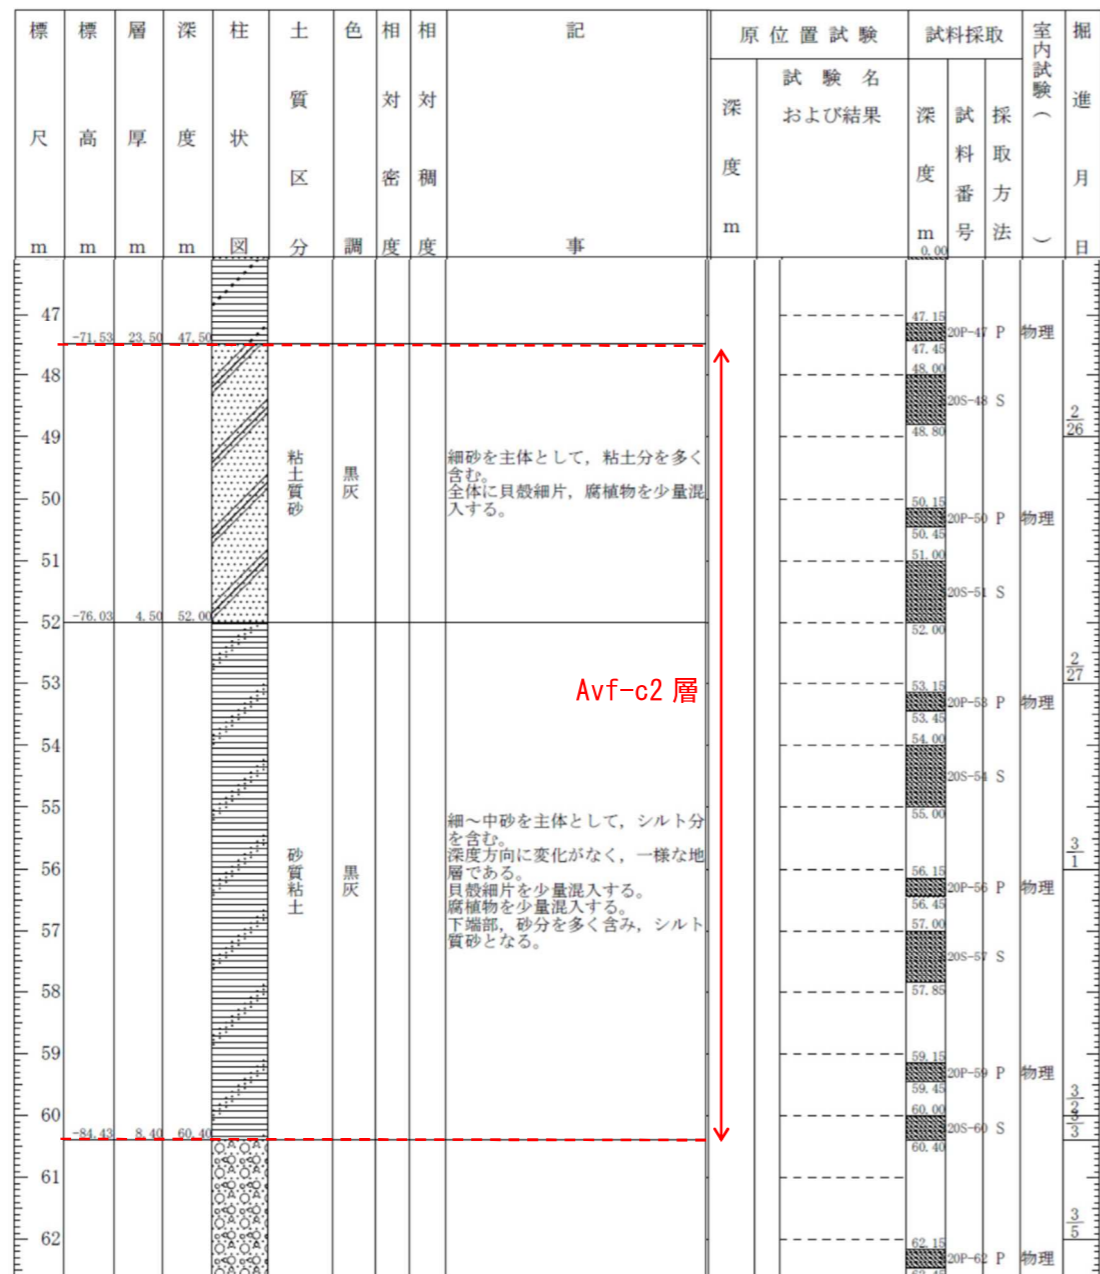 標尺m
標高m
層厚m
深度m
柱状図
土質区分
色調
相対密度
相対稠度
記事
原位置試験
深度m
試験名
および結果
試料採取
深度m
試料番号
採取方法
室内試験（　）
掘進月日
0.00
47
-71.53 23.50 47.50
47.15
20P-47 P 物理
47.45
48
48.00
20S-48 S
48.80
2/26
49
粘土質砂
黒灰
細砂を主体として，粘土分を多く
含む。
全体に貝殻細片，腐植物を少量混
入する。
50
50.15
20P-50 P 物理
50.45
51
51.00
20S-51 S
52.00
-76.03 4.50 52.00
52
2/27
53
53.15
20P-53 P 物理
53.45
Avf-c2 層
54
54.00
20S-54 S
55.00
55
砂質粘土
黒灰
細～中砂を主体として，シルト分
を含む。
深度方向に変化がなく，一様な地
層である。
貝殻細片を少量混入する。
腐植物を少量混入する。
下端部，砂分を多く含み，シルト
質砂となる。
3/1
56
56.15
20P-56 P 物理
56.45
57
57.00
20S-57 S
57.85
58
59
59.15
20P-59 P 物理
59.45
3/2
60
60.00
20S-60 S
60.40
3/3
-84.43 8.40 60.40
61
3/5
62
62.15
20P-62 P 物理